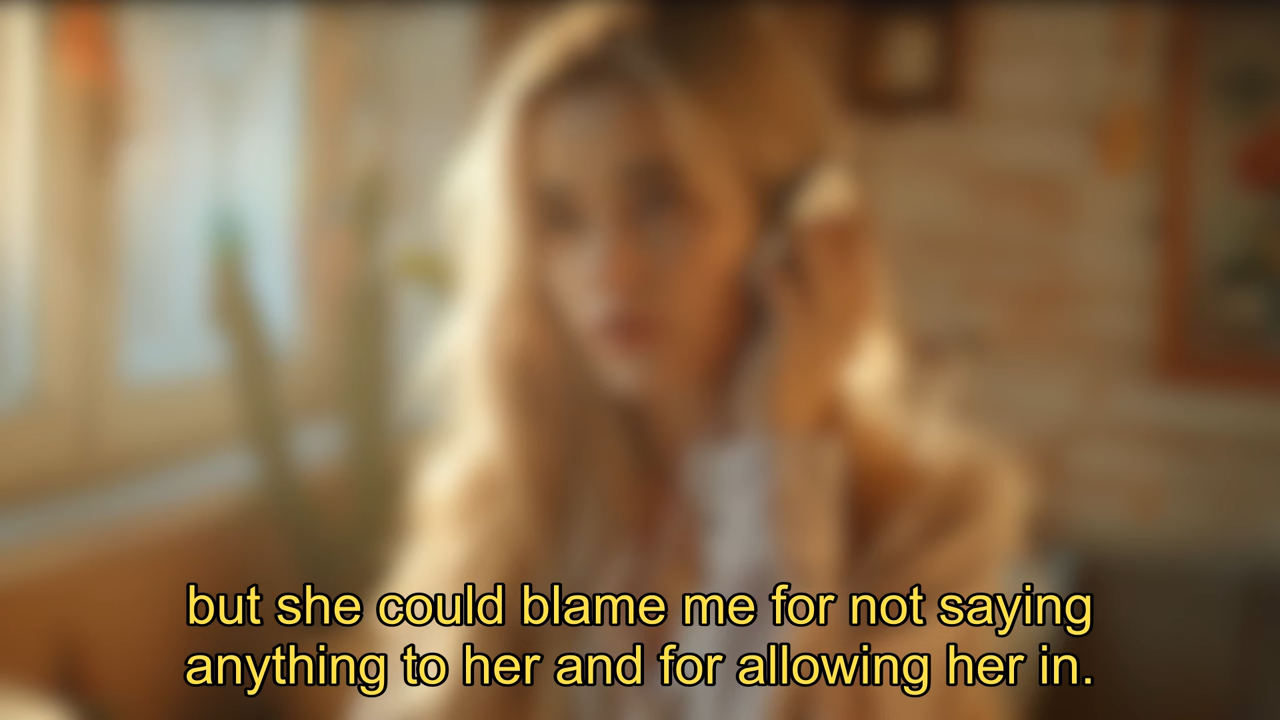 but she could blame me for not saying
anything to her and for allowing her in.